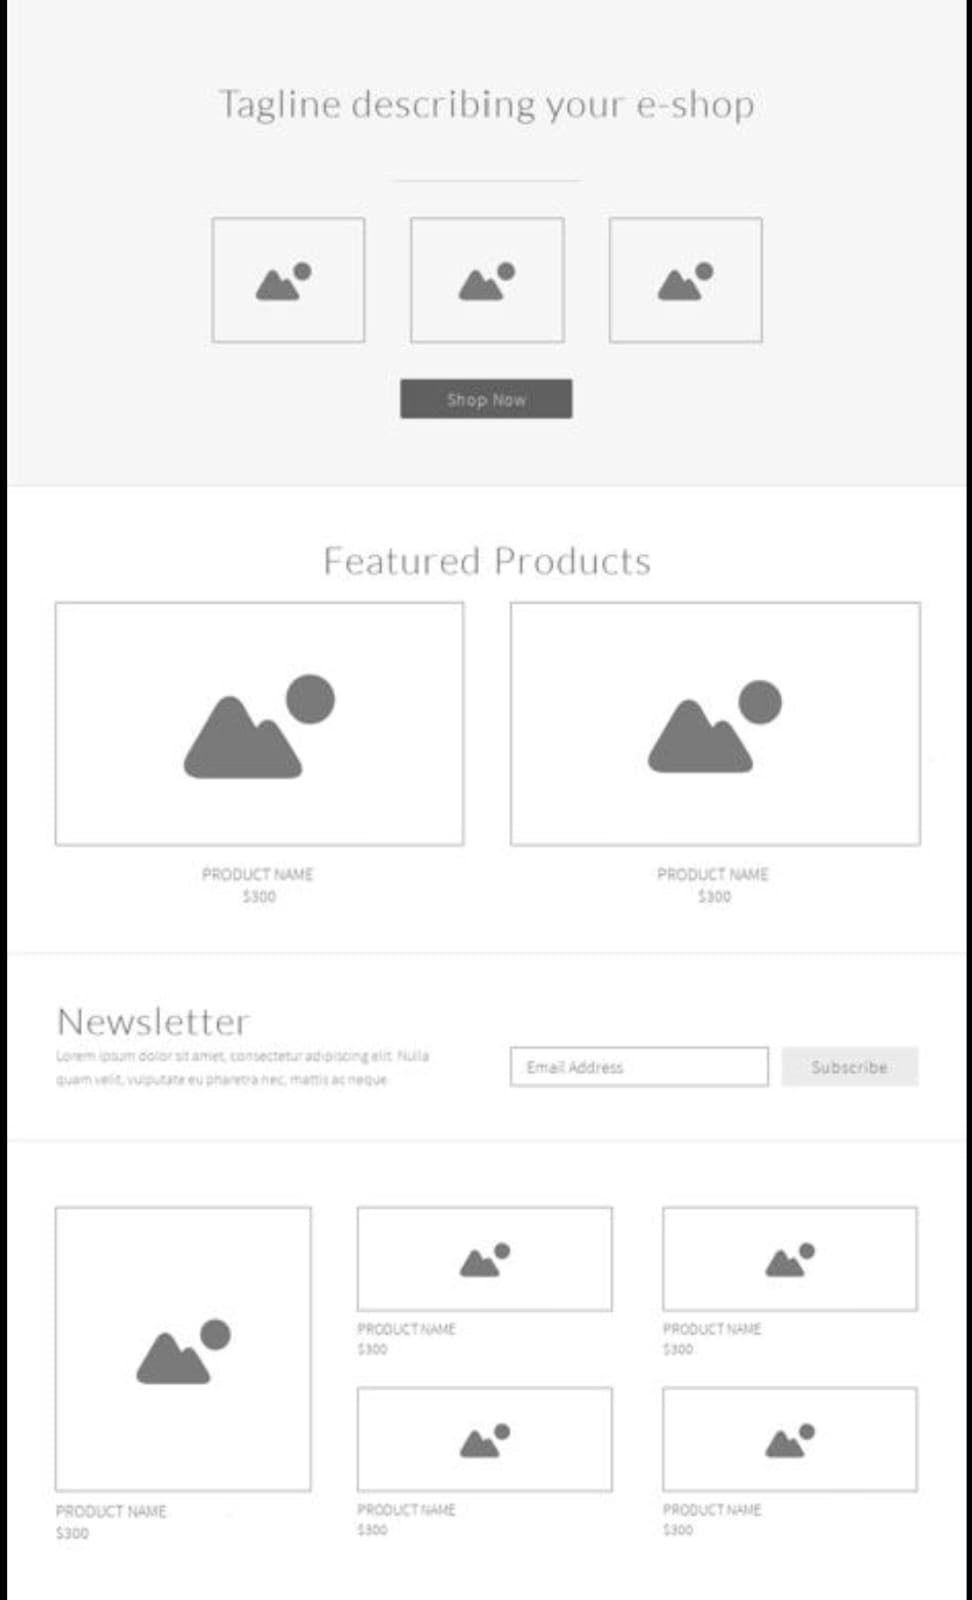 Tagline describing your e-shop
Shop Now
Featured Products
PRODUCT NAME
$300
PRODUCT NAME
$300
Newsletter
Lorem ipsum dolor sit amet, consectetur adipiscing elit. Nulla
quam velit, vulputate eu pharetra nec, mattis ac neque.
Email Address
Subscribe
PRODUCT NAME
$300
PRODUCT NAME
$300
PRODUCT NAME
$300
PRODUCT NAME
$300
PRODUCT NAME
$300